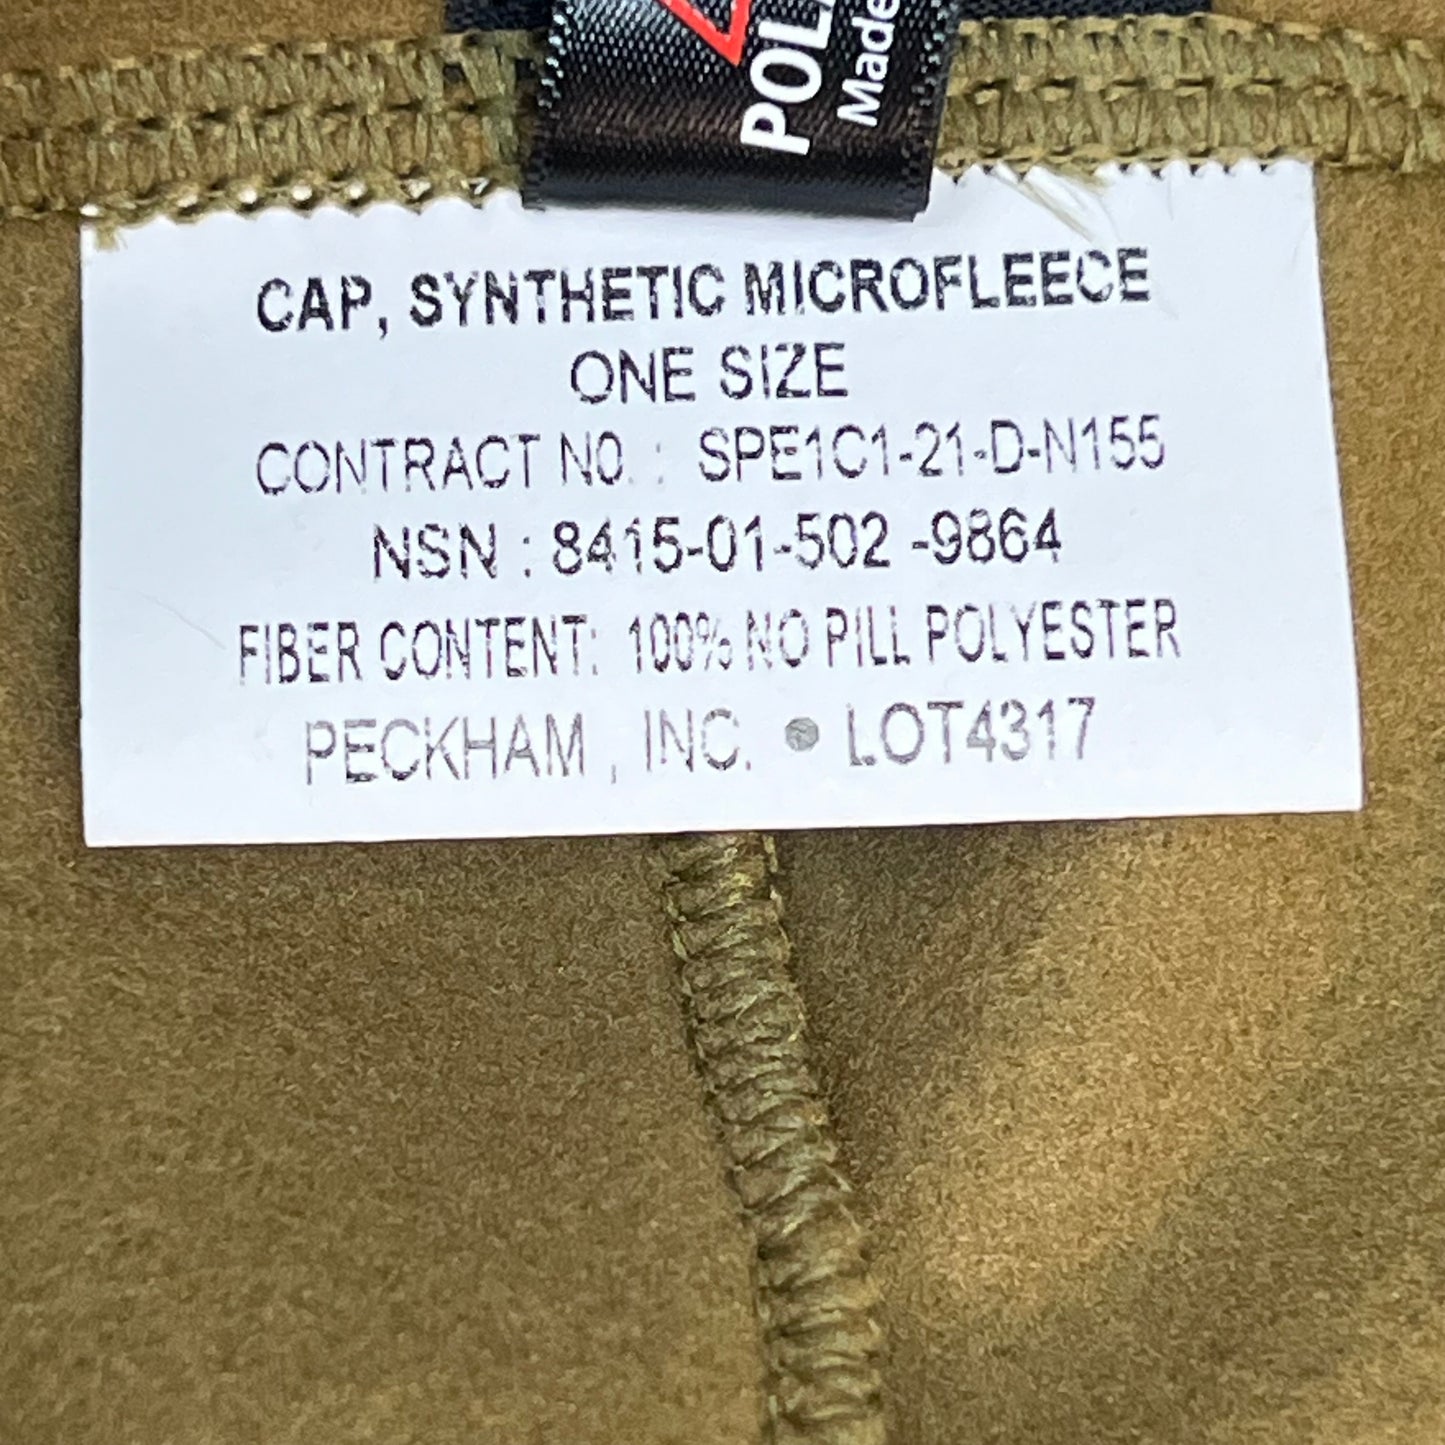 Made
CAP, SYNTHETIC MICROFLEECE
ONE SIZE
CONTRACT NO. : SPE1C1-21-D-N155
NSN : 8415-01-502 -9864
FIBER CONTENT: 100% NO PILL POLYESTER
PECKHAM , INC. • LOT4317